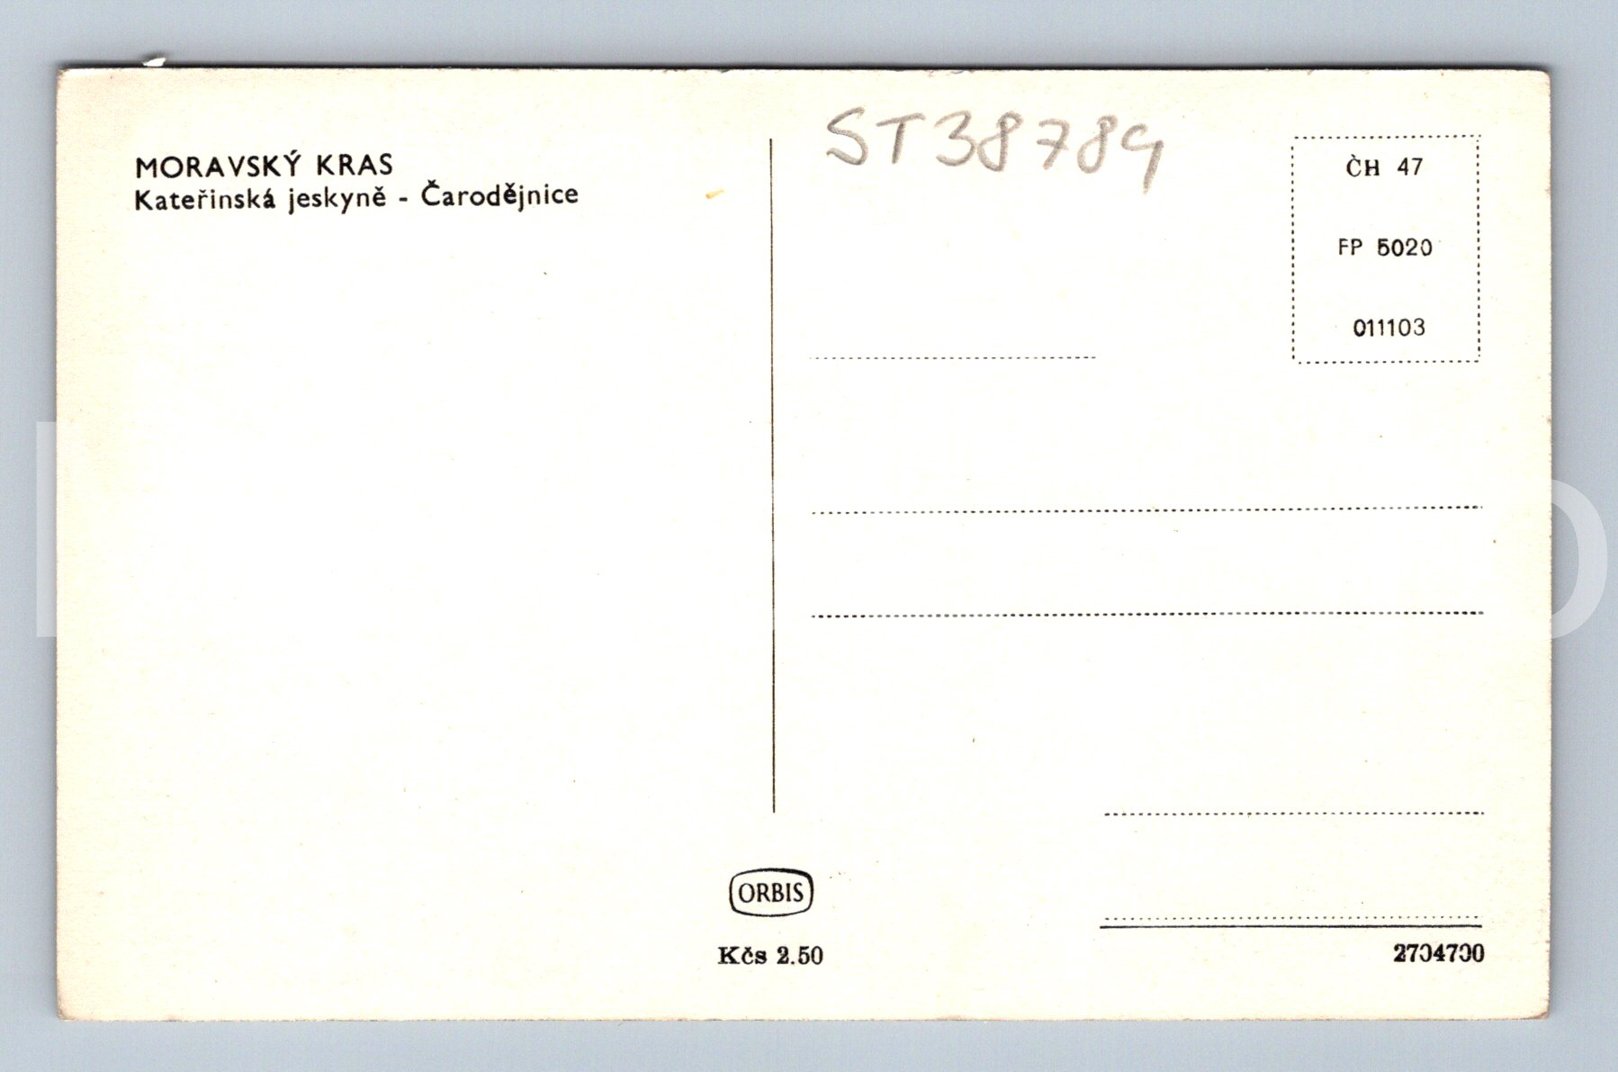 MORAVSKÝ KRAS
Kateřinská jeskyně - Čarodějnice
ST38789
ČH 47
FP 5020
011103
ORBIS
Kčs 2.50
2704700